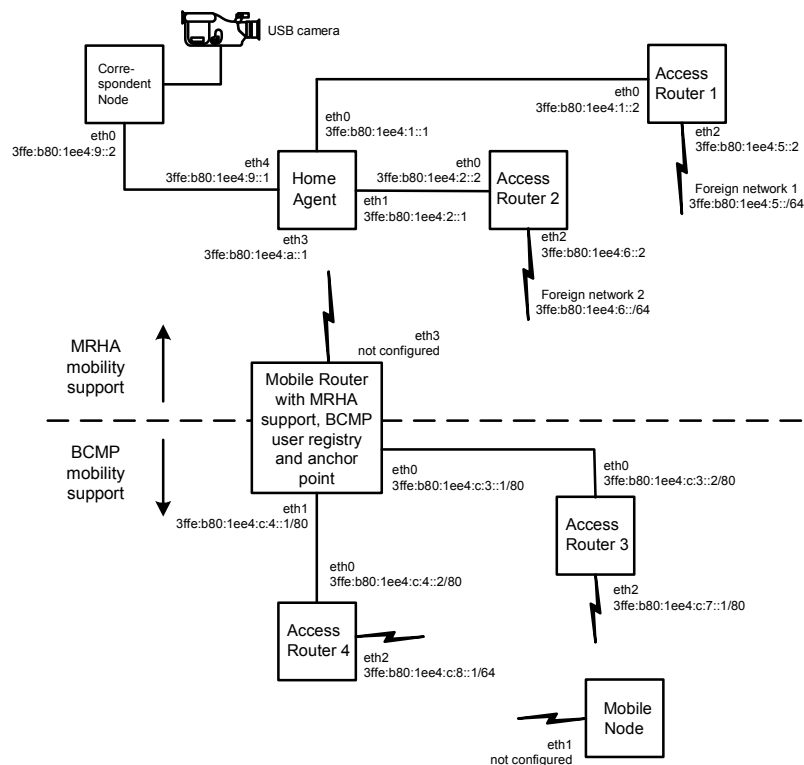 USB camera
Corre-
spondent
Node
eth0
3ffe:b80:1ee4:9::2
eth4
3ffe:b80:1ee4:9::1
eth0
3ffe:b80:1ee4:1::1
eth0
3ffe:b80:1ee4:1::2
Access
Router 1
eth2
3ffe:b80:1ee4:5::2
Foreign network 1
3ffe:b80:1ee4:5::/64
Home
Agent
eth1
3ffe:b80:1ee4:2::1
eth0
3ffe:b80:1ee4:2::2
Access
Router 2
eth2
3ffe:b80:1ee4:6::2
Foreign network 2
3ffe:b80:1ee4:6::/64
eth3
3ffe:b80:1ee4:a::1
eth3
not configured
MRHA
mobility
support
Mobile Router
with MRHA
support, BCMP
user registry
and anchor
point
BCMP
mobility
support
eth0
3ffe:b80:1ee4:c:3::1/80
eth0
3ffe:b80:1ee4:c:3::2/80
eth1
3ffe:b80:1ee4:c:4::1/80
Access
Router 3
eth2
3ffe:b80:1ee4:c:7::1/80
eth0
3ffe:b80:1ee4:c:4::2/80
Access
Router 4
eth2
3ffe:b80:1ee4:c:8::1/64
Mobile
Node
eth1
not configured